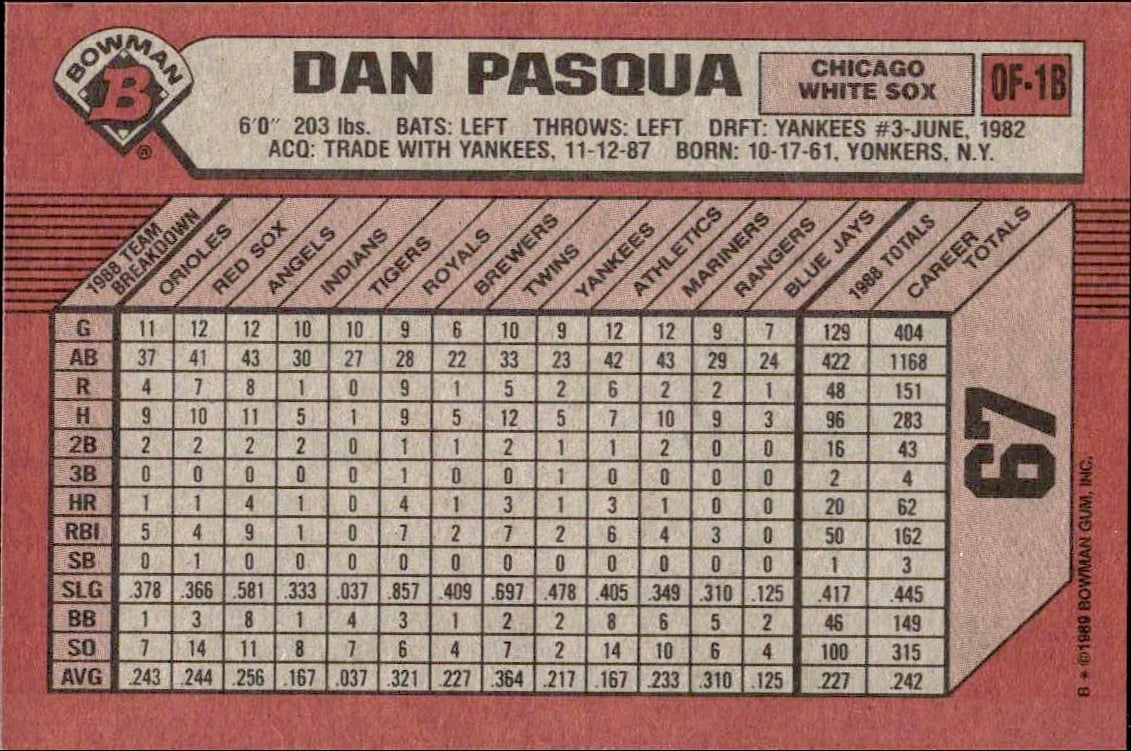 BOWMAN
B
®
DAN PASQUA
CHICAGO
WHITE SOX
OF-1B
6'0" 203 lbs. BATS: LEFT THROWS: LEFT DRFT: YANKEES #3-JUNE, 1982
ACQ: TRADE WITH YANKEES, 11-12-87 BORN: 10-17-61, YONKERS, N.Y.
1988 TEAM BREAKDOWN ORIOLES RED SOX ANGELS INDIANS TIGERS ROYALS BREWERS TWINS YANKEES ATHLETICS MARINERS RANGERS BLUE JAYS 1988 TOTALS CAREER TOTALS
G 11 12 12 10 10 9 6 10 9 12 12 9 7 129 404
AB 37 41 43 30 27 28 22 33 23 42 43 29 24 422 1168
R 4 7 8 1 0 9 1 5 2 6 2 2 1 48 151
H 9 10 11 5 1 9 5 12 5 7 10 9 3 96 283
2B 2 2 2 2 0 1 1 2 1 1 2 0 0 16 43
3B 0 0 0 0 0 1 0 0 1 0 0 0 0 2 4
HR 1 1 4 1 0 4 1 3 1 3 1 0 0 20 62
RBI 5 4 9 1 0 7 2 7 2 6 4 3 0 50 162
SB 0 1 0 0 0 0 0 0 0 0 0 0 0 1 3
SLG .378 .366 .581 .333 .037 .857 .409 .697 .478 .405 .349 .310 .125 .417 .445
BB 1 3 8 1 4 3 1 2 2 8 6 5 2 46 149
SO 7 14 11 8 7 6 4 7 2 14 10 6 4 100 315
AVG .243 .244 .256 .167 .037 .321 .227 .364 .217 .167 .233 .310 .125 .227 .242
67
B * ©1989 BOWMAN GUM, INC.